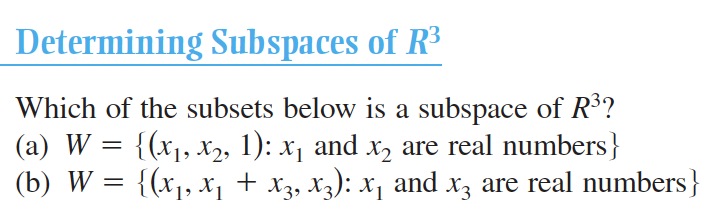 Determining Subspaces of R³
Which of the subsets below is a subspace of R³?
(a) W = {(x₁, x₂, 1): x₁ and x₂ are real numbers}
(b) W = {(x₁, x₁ + x₃, x₃): x₁ and x₃ are real numbers}